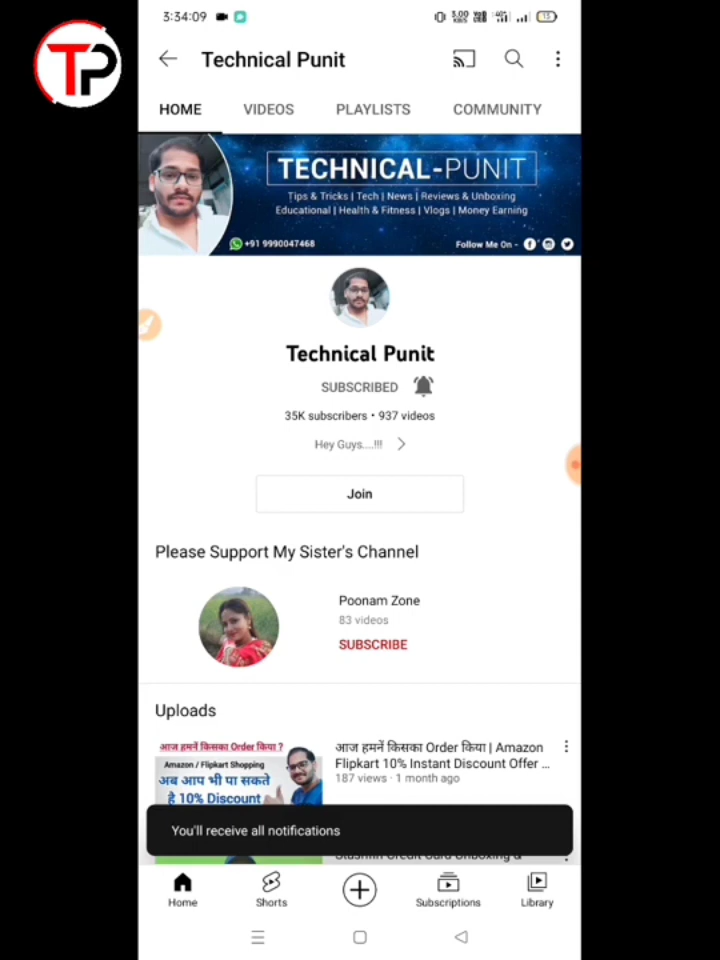 3:34:09
TP
Technical Punit
HOME VIDEOS PLAYLISTS COMMUNITY
TECHNICAL-PUNIT
Tips & Tricks | Tech | News | Reviews & Unboxing
Educational | Health & Fitness | Vlogs | Money Earning
+91 9990047468 Follow Me On -
Technical Punit
SUBSCRIBED
35K subscribers • 937 videos
Hey Guys....!!!
Join
Please Support My Sister's Channel
Poonam Zone
83 videos
SUBSCRIBE
Uploads
आज हमनें किसका Order किया ?
Amazon / Flipkart Shopping
अब आप भी पा सकते
है 10% Discount
आज हमनें किसका Order किया | Amazon
Flipkart 10% Instant Discount Offer ...
187 views · 1 month ago
You'll receive all notifications
Home Shorts Subscriptions Library